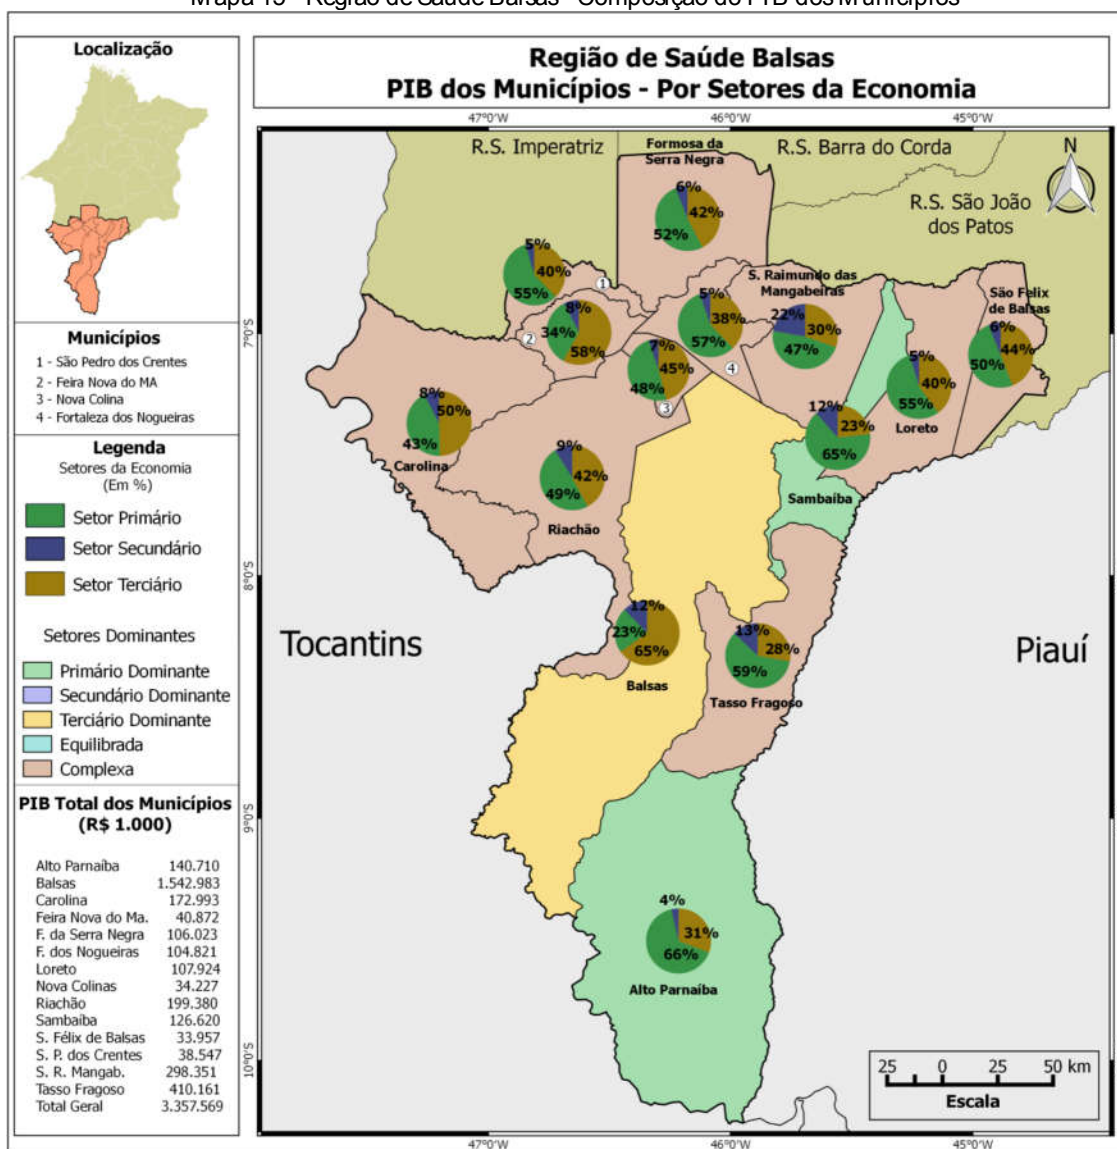 Mapa 15 - Região de Saúde Balsas - Composição do PIB dos Municípios
Localização
Região de Saúde Balsas
PIB dos Municípios - Por Setores da Economia
47°0'W
46°0'W
45°0'W
R.S. Imperatriz
Formosa da
Serra Negra
R.S. Barra do Corda
N
R.S. São João
dos Patos
6%
42%
52%
5%
40%
55%
1
S. Raimundo das
Mangabeiras
São Felix
de Balsas
8%
34%
58%
2
5%
38%
57%
4
22%
30%
47%
6%
44%
50%
7%
45%
48%
3
5%
40%
55%
Loreto
8%
50%
43%
Carolina
12%
23%
65%
Sambaíba
9%
42%
49%
Riachão
Tocantins
Piauí
12%
23%
65%
Balsas
13%
28%
59%
Tasso Fragoso
4%
31%
66%
Alto Parnaíba
7°0'S
8°0'S
9°0'S
10°0'S
25 0 25 50 km
Escala
47°0'W
46°0'W
45°0'W
Municípios
1 - São Pedro dos Crentes
2 - Feira Nova do MA
3 - Nova Colina
4 - Fortaleza dos Nogueiras
Legenda
Setores da Economia
(Em %)
Setor Primário
Setor Secundário
Setor Terciário
Setores Dominantes
Primário Dominante
Secundário Dominante
Terciário Dominante
Equilibrada
Complexa
PIB Total dos Municípios
(R$ 1.000)
Alto Parnaíba 140.710
Balsas 1.542.983
Carolina 172.993
Feira Nova do Ma. 40.872
F. da Serra Negra 106.023
F. dos Nogueiras 104.821
Loreto 107.924
Nova Colinas 34.227
Riachão 199.380
Sambaíba 126.620
S. Félix de Balsas 33.957
S. P. dos Crentes 38.547
S. R. Mangab. 298.351
Tasso Fragoso 410.161
Total Geral 3.357.569